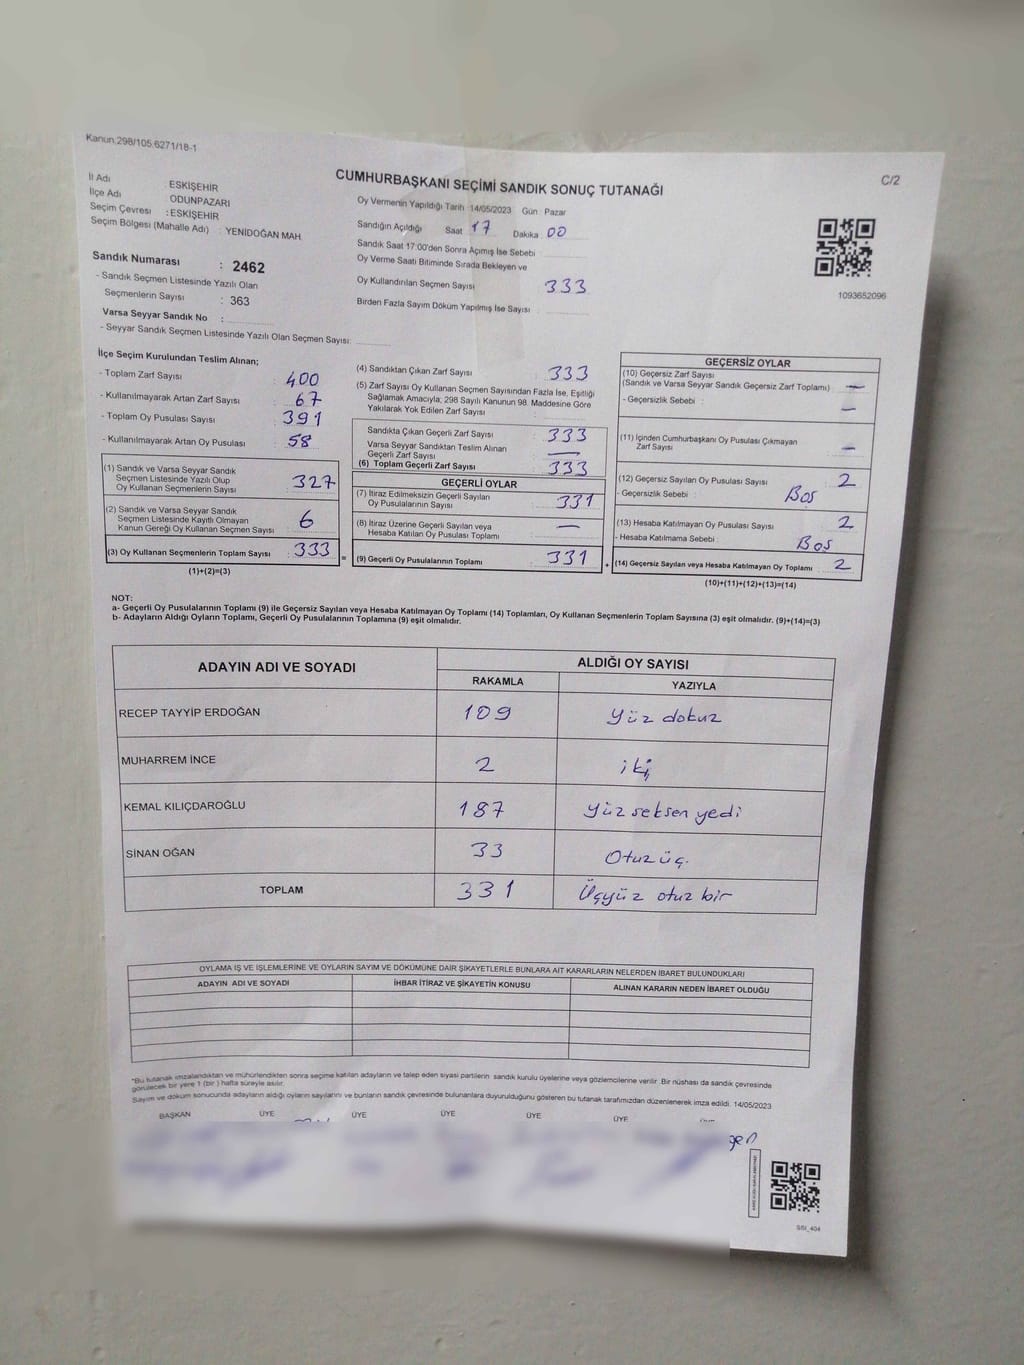 Kanun.298/105.6271/18-1
C/2
CUMHURBAŞKANI SEÇİMİ SANDIK SONUÇ TUTANAĞI
İl Adı : ESKİŞEHİR
İlçe Adı ODUNPAZARI
Seçim Çevresi : ESKİŞEHİR
Seçim Bölgesi (Mahalle Adı) : YENİDOĞAN MAH.
Sandık Numarası : 2462
- Sandık Seçmen Listesinde Yazılı Olan
Seçmenlerin Sayısı : 363
Varsa Seyyar Sandık No :
- Seyyar Sandık Seçmen Listesinde Yazılı Olan Seçmen Sayısı:
Oy Vermenin Yapıldığı Tarih 14/05/2023 Gün Pazar
Sandığın Açıldığı Saat 17 Dakika 00
Sandık Saat 17:00'den Sonra Açımış İse Sebebi
Oy Verme Saati Bitiminde Sırada Bekleyen ve
Oy Kullandırılan Seçmen Sayısı 333
Birden Fazla Sayım Döküm Yapılmış İse Sayısı :
1093652096
İlçe Seçim Kurulundan Teslim Alınan;
- Toplam Zarf Sayısı 400
- Kullanılmayarak Artan Zarf Sayısı 67
- Toplam Oy Pusulası Sayısı 391
- Kullanılmayarak Artan Oy Pusulası 58
(1) Sandık ve Varsa Seyyar Sandık
Seçmen Listesinde Yazılı Olup
Oy Kullanan Seçmenlerin Sayısı 327
(2) Sandık ve Varsa Seyyar Sandık
Seçmen Listesinde Kayıtlı Olmayan
Kanun Gereği Oy Kullanan Seçmen Sayısı 6
(3) Oy Kullanan Seçmenlerin Toplam Sayısı : 333 =
(1)+(2)=(3)
(4) Sandıktan Çıkan Zarf Sayısı 333
(5) Zarf Sayısı Oy Kullanan Seçmen Sayısından Fazla İse, Eşitliği
Sağlamak Amacıyla; 298 Sayılı Kanunun 98. Maddesine Göre
Yakılarak Yok Edilen Zarf Sayısı
Sandıkta Çıkan Geçerli Zarf Sayısı : 333
Varsa Seyyar Sandıktan Teslim Alınan
Geçerli Zarf Sayısı —
(6) Toplam Geçerli Zarf Sayısı : 333
GEÇERLİ OYLAR
(7) İtiraz Edilmeksizin Geçerli Sayılan
Oy Pusulalarının Sayısı 331
(8) İtiraz Üzerine Geçerli Sayılan veya
Hesaba Katılan Oy Pusulası Toplamı —
(9) Geçerli Oy Pusulalarının Toplamı 331 +
GEÇERSİZ OYLAR
(10) Geçersiz Zarf Sayısı
(Sandık ve Varsa Seyyar Sandık Geçersiz Zarf Toplamı) —
- Geçersizlik Sebebi : —
(11) İçinden Cumhurbaşkanı Oy Pusulası Çıkmayan
Zarf Sayısı —
(12) Geçersiz Sayılan Oy Pusulası Sayısı 2
- Geçersizlik Sebebi : Boş
(13) Hesaba Katılmayan Oy Pusulası Sayısı 2
- Hesaba Katılmama Sebebi : Boş
(14) Geçersiz Sayılan veya Hesaba Katılmayan Oy Toplamı : 2
(10)+(11)+(12)+(13)=(14)
NOT:
a- Geçerli Oy Pusulalarının Toplamı (9) ile Geçersiz Sayılan veya Hesaba Katılmayan Oy Toplamı (14) Toplamları, Oy Kullanan Seçmenlerin Toplam Sayısına (3) eşit olmalıdır. (9)+(14)=(3)
b- Adayların Aldığı Oyların Toplamı, Geçerli Oy Pusulalarının Toplamına (9) eşit olmalıdır.
ADAYIN ADI VE SOYADI ALDIĞI OY SAYISI
RAKAMLA YAZIYLA
RECEP TAYYİP ERDOĞAN 109 Yüz dokuz
MUHARREM İNCE 2 iki
KEMAL KILIÇDAROĞLU 187 yüz seksen yedi
SİNAN OĞAN 33 Otuz üç.
TOPLAM 331 Üçyüz otuz bir
OYLAMA İŞ VE İŞLEMLERİNE VE OYLARIN SAYIM VE DÖKÜMÜNE DAİR ŞİKAYETLERLE BUNLARA AİT KARARLARIN NELERDEN İBARET BULUNDUKLARI
ADAYIN ADI VE SOYADI İHBAR İTİRAZ VE ŞİKAYETİN KONUSU ALINAN KARARIN NEDEN İBARET OLDUĞU
*Bu tutanak imzalandıktan ve mühürlendikten sonra seçime katılan adayların ve talep eden siyasi partilerin sandık kurulu üyelerine veya gözlemcilerine verilir .Bir nüshası da sandık çevresinde
görülecek bir yere 1 (bir ) hafta süreyle asılır.
Sayım ve döküm sonucunda adayların aldığı oyların sayılarını ve bunların sandık çevresinde bulunanlara duyurulduğunu gösteren bu tutanak tarafımızdan düzenlenerek imza edildi. 14/05/2023
BAŞKAN ÜYE ÜYE ÜYE ÜYE ÜYE